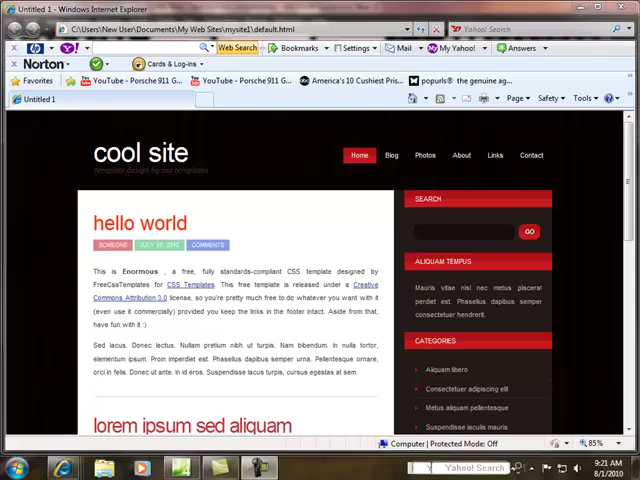 Untitled 1 - Windows Internet Explorer
C:\Users\New User\Documents\My Web Sites\mysite1\default.html
Yahoo! Search
hp Y! Web Search Bookmarks Settings Mail My Yahoo! Answers
Norton Cards & Log-ins
Favorites YouTube - Porsche 911 G... YouTube - Porsche 911 G... America's 10 Cushiest Pris... popurls® the genuine ag...
Untitled 1 Page Safety Tools
cool site
template design by css templates
Home Blog Photos About Links Contact
hello world
SOMEONE JULY 07, 2010 COMMENTS
This is Enormous , a free, fully standards-compliant CSS template designed by
FreeCssTemplates for CSS Templates. This free template is released under a Creative
Commons Attribution 3.0 license, so you're pretty much free to do whatever you want with it
(even use it commercially) provided you keep the links in the footer intact. Aside from that,
have fun with it :)
Sed lacus. Donec lectus. Nullam pretium nibh ut turpis. Nam bibendum. In nulla tortor,
elementum ipsum. Proin imperdiet est. Phasellus dapibus semper urna. Pellentesque ornare,
orci in felis. Donec ut ante. In id eros. Suspendisse lacus turpis, cursus egestas at sem.
lorem ipsum sed aliquam
SEARCH
GO
ALIQUAM TEMPUS
Mauris vitae nisl nec metus placerat
perdiet est. Phasellus dapibus semper
consectetuer hendrerit.
CATEGORIES
Aliquam libero
Consectetuer adipiscing elit
Metus aliquam pellentesque
Suspendisse iaculis mauris
Computer | Protected Mode: Off 85%
Yahoo! Search
9:21 AM
8/1/2010